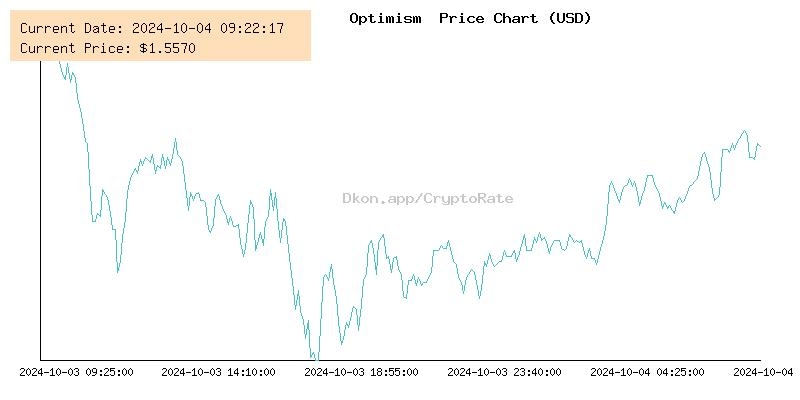 Optimism  Price Chart (USD)
Current Date: 2024-10-04 09:22:17
Current Price: $1.5570
Dkon.app/CryptoRate
2024-10-03 09:25:00 2024-10-03 14:10:00 2024-10-03 18:55:00 2024-10-03 23:40:00 2024-10-04 04:25:00 2024-10-04